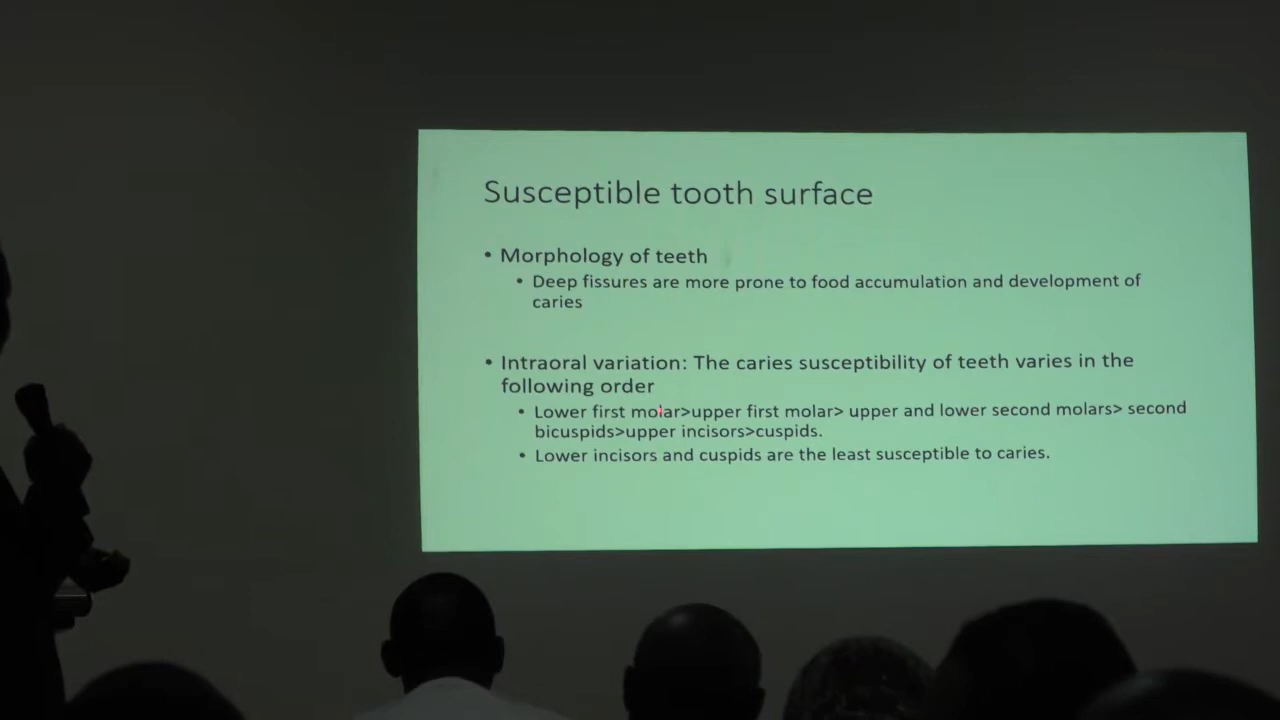 Susceptible tooth surface
• Morphology of teeth
• Deep fissures are more prone to food accumulation and development of
caries
• Intraoral variation: The caries susceptibility of teeth varies in the
following order
• Lower first molar>upper first molar> upper and lower second molars> second
bicuspids>upper incisors>cuspids.
• Lower incisors and cuspids are the least susceptible to caries.